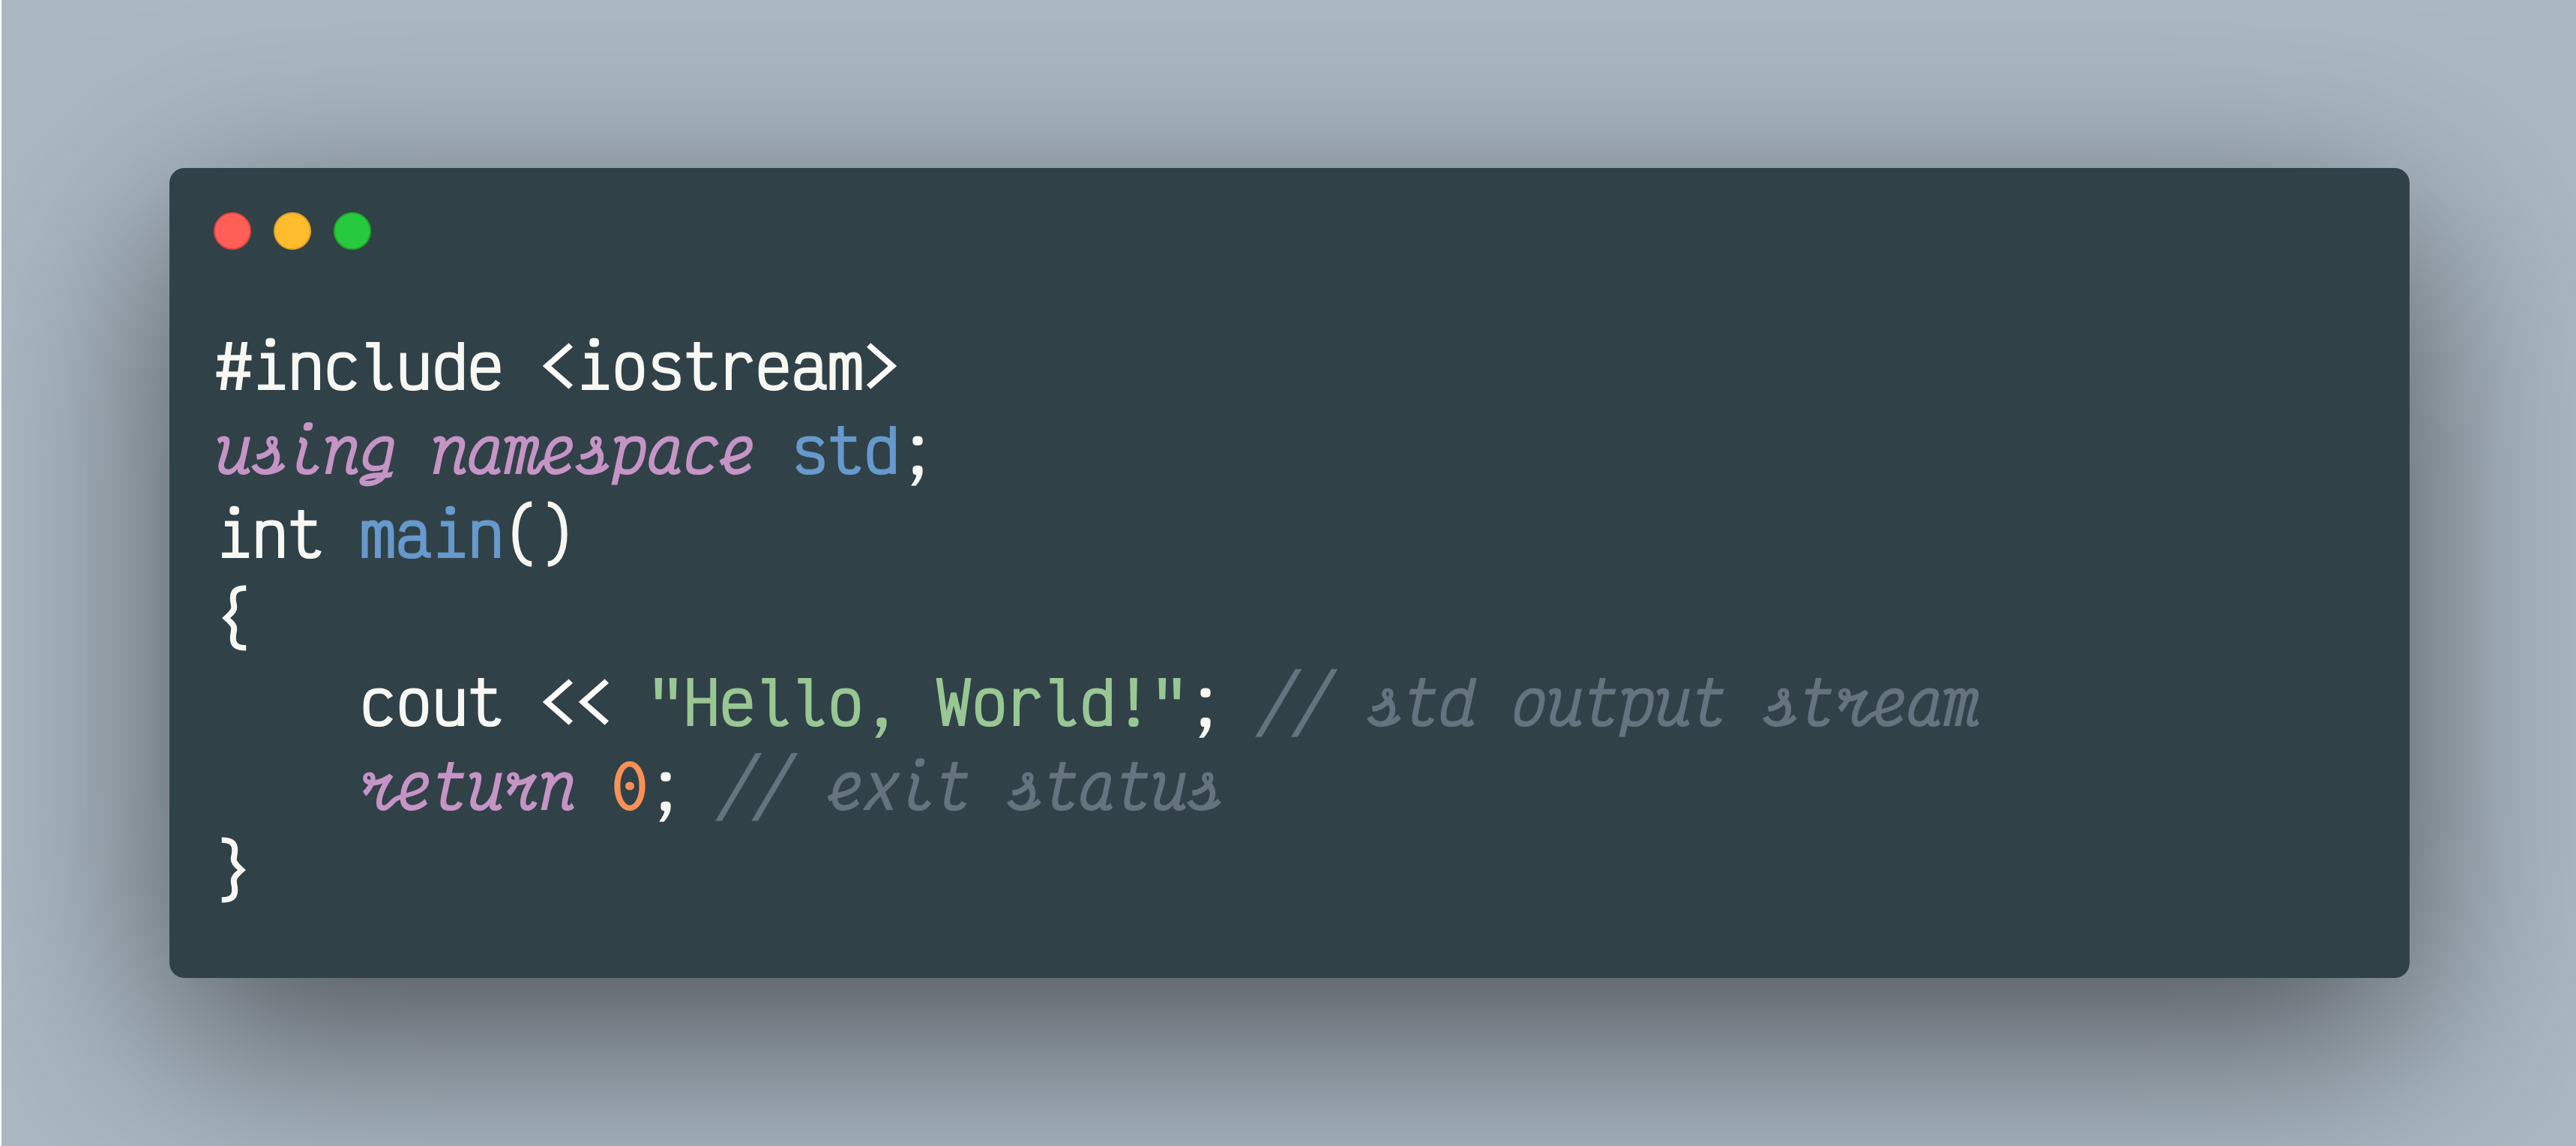 #include <iostream>
using namespace std;
int main()
{
    cout << "Hello, World!"; // std output stream
    return 0; // exit status
}